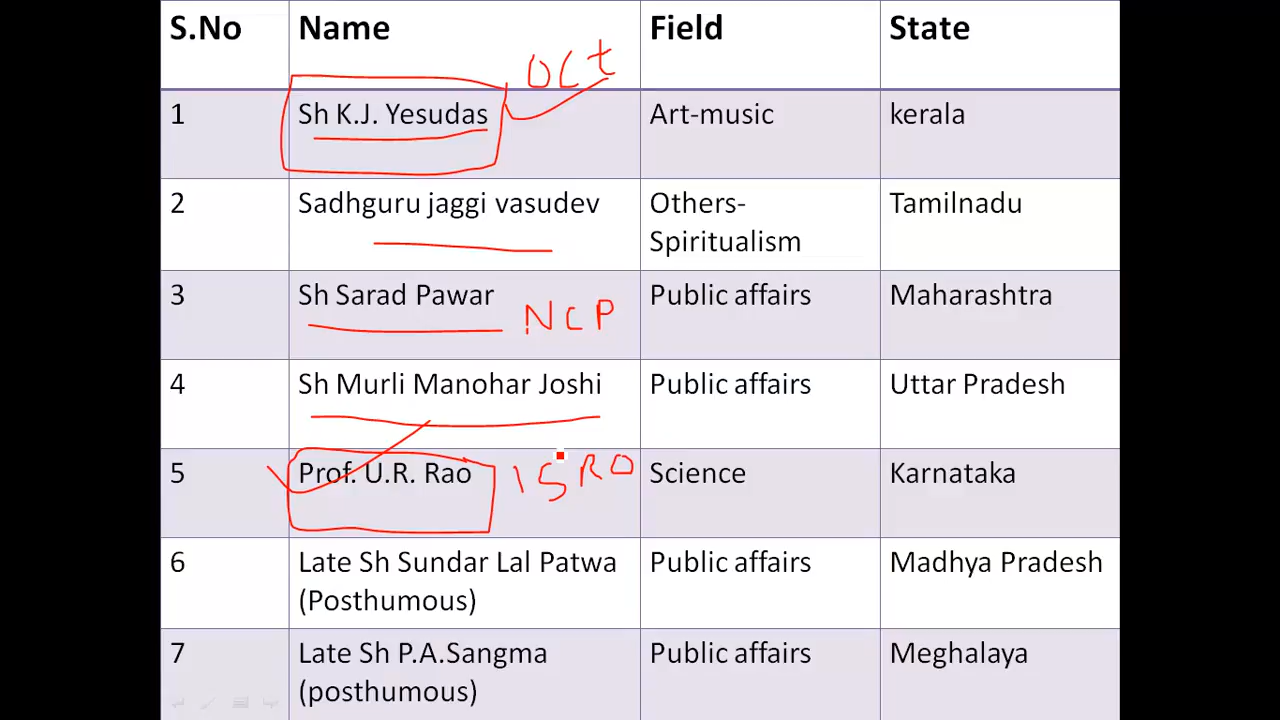 S.No Name Field State
OCt
1 Sh K.J. Yesudas Art-music kerala
2 Sadhguru jaggi vasudev Others- Tamilnadu
Spiritualism
3 Sh Sarad Pawar Public affairs Maharashtra
NCP
4 Sh Murli Manohar Joshi Public affairs Uttar Pradesh
5 Prof. U.R. Rao ISRO Science Karnataka
6 Late Sh Sundar Lal Patwa Public affairs Madhya Pradesh
(Posthumous)
7 Late Sh P.A.Sangma Public affairs Meghalaya
(posthumous)